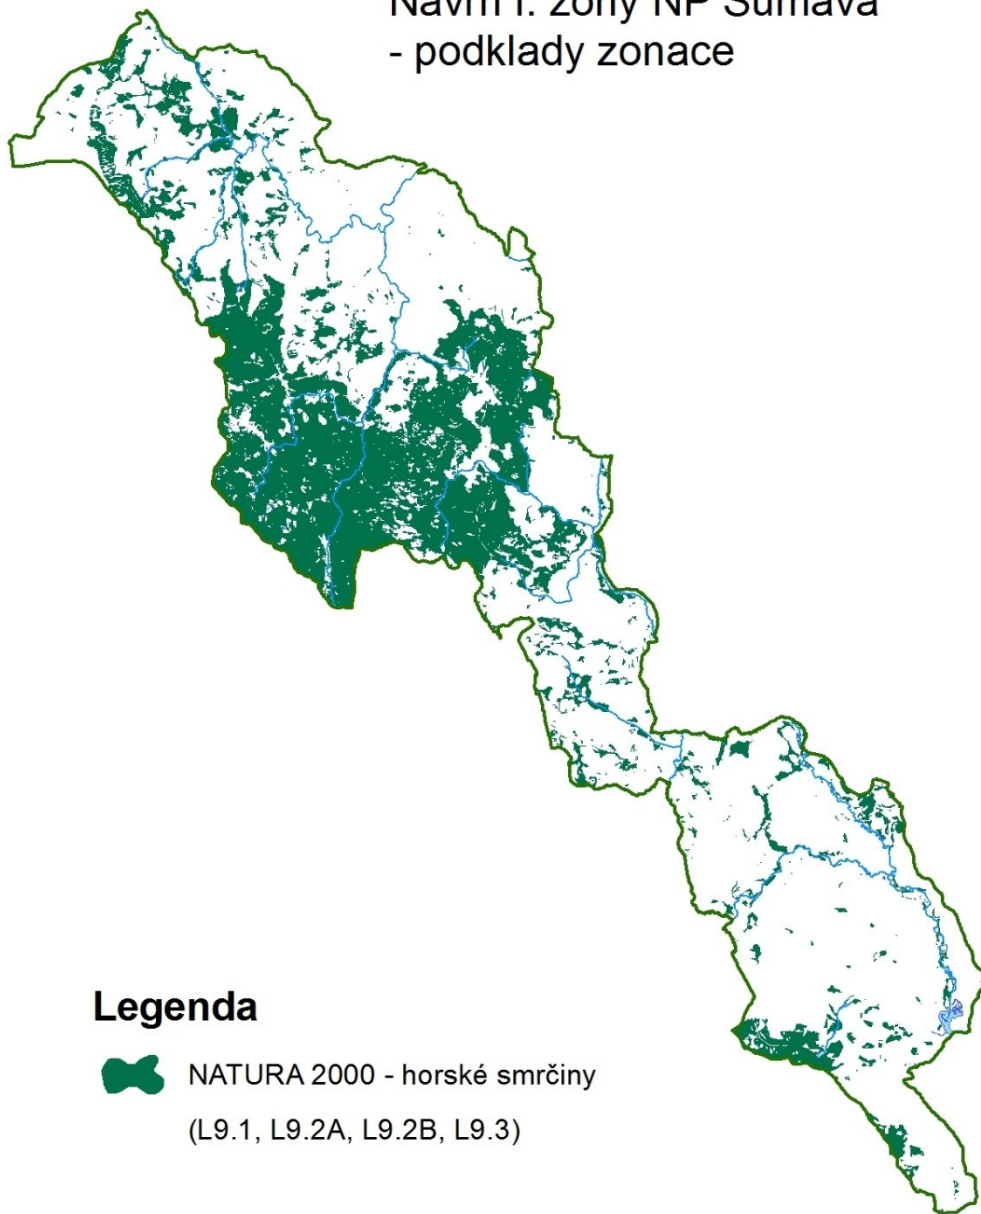 Návrh I. zóny NP Šumava
- podklady zonace
Legenda
NATURA 2000 - horské smrčiny
(L9.1, L9.2A, L9.2B, L9.3)